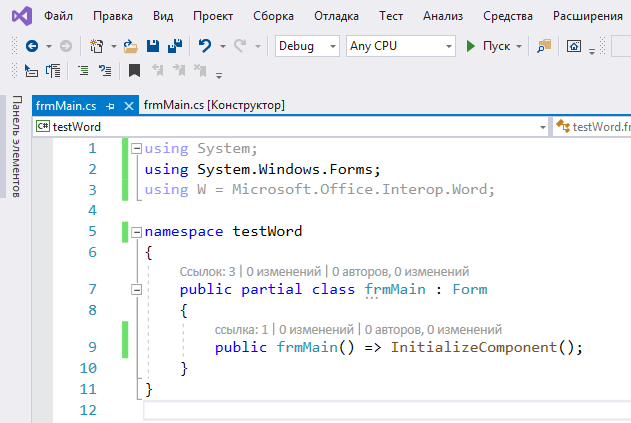 Файл Правка Вид Проект Сборка Отладка Тест Анализ Средства Расширения
Debug Any CPU Пуск
Панель элементов
frmMain.cs frmMain.cs [Конструктор]
C# testWord testWord.fr
1 using System;
2 using System.Windows.Forms;
3 using W = Microsoft.Office.Interop.Word;
4
5 namespace testWord
6 {
Ссылок: 3 | 0 изменений | 0 авторов, 0 изменений
7 public partial class frmMain : Form
8 {
ссылка: 1 | 0 изменений | 0 авторов, 0 изменений
9 public frmMain() => InitializeComponent();
10 }
11 }
12